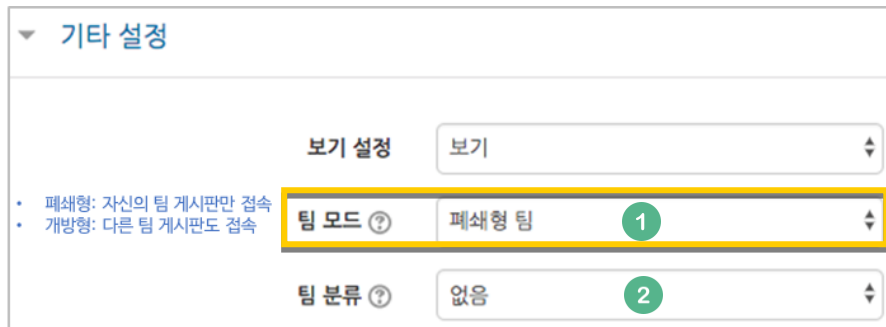 기타 설정
보기 설정 보기
• 폐쇄형: 자신의 팀 게시판만 접속
• 개방형: 다른 팀 게시판도 접속
팀 모드 ? 폐쇄형 팀 1
팀 분류 ? 없음 2